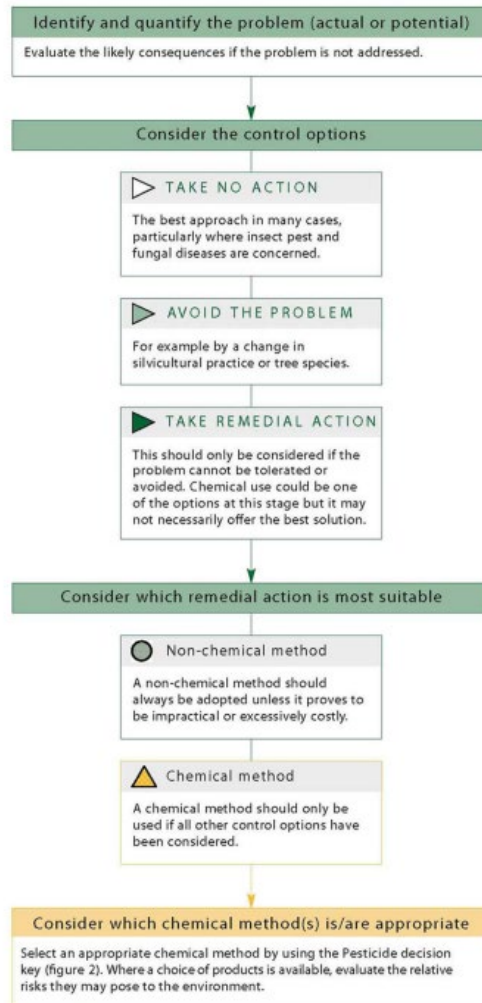 Identify and quantify the problem (actual or potential)
Evaluate the likely consequences if the problem is not addressed.
Consider the control options
TAKE NO ACTION
The best approach in many cases,
particularly where insect pest and
fungal diseases are concerned.
AVOID THE PROBLEM
For example by a change in
silvicultural practice or tree species.
TAKE REMEDIAL ACTION
This should only be considered if the
problem cannot be tolerated or
avoided. Chemical use could be one
of the options at this stage but it may
not necessarily offer the best solution.
Consider which remedial action is most suitable
Non-chemical method
A non-chemical method should
always be adopted unless it proves to
be impractical or excessively costly.
Chemical method
A chemical method should only be
used if all other control options have
been considered.
Consider which chemical method(s) is/are appropriate
Select an appropriate chemical method by using the Pesticide decision
key (figure 2). Where a choice of products is available, evaluate the relative
risks they may pose to the environment.